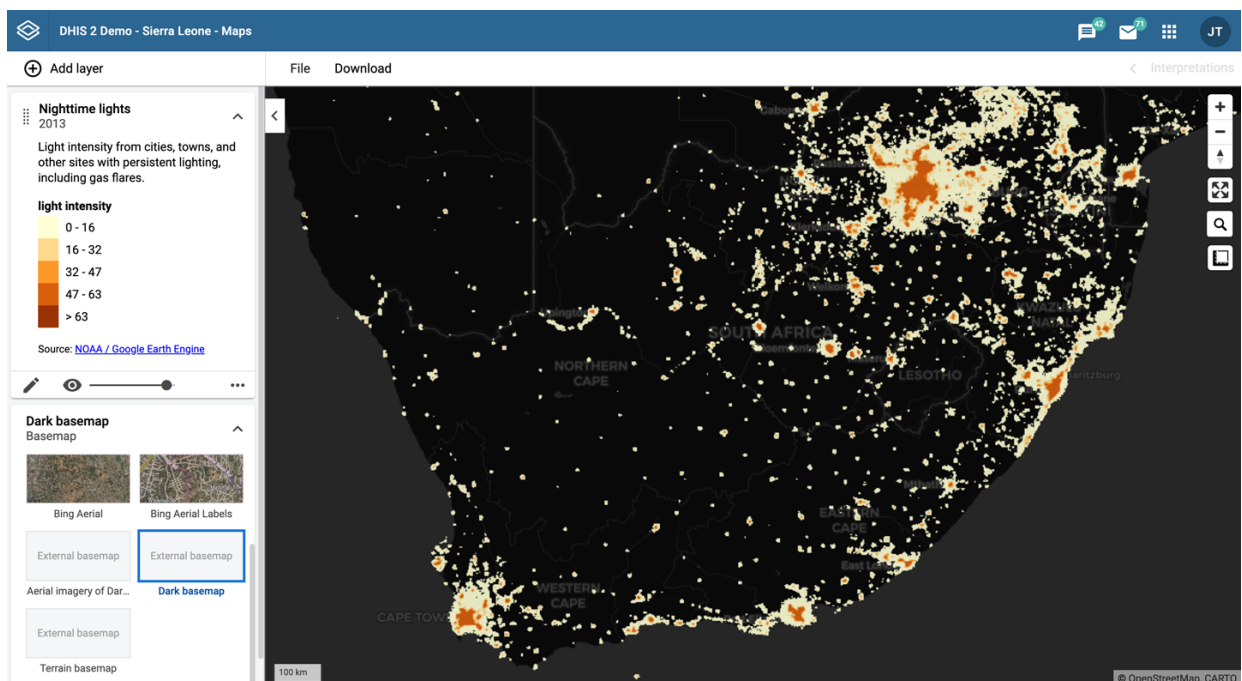 DHIS 2 Demo - Sierra Leone - Maps
42
71
JT
Add layer
File
Download
Interpretations
Nighttime lights
2013
Light intensity from cities, towns, and
other sites with persistent lighting,
including gas flares.
light intensity
0 - 16
16 - 32
32 - 47
47 - 63
> 63
Source: NOAA / Google Earth Engine
Dark basemap
Basemap
Bing Aerial
Bing Aerial Labels
External basemap
External basemap
Aerial imagery of Dar...
Dark basemap
External basemap
Terrain basemap
Welkom
SOUTH AFRICA
NORTHERN
CAPE
LESOTHO
EASTERN
CAPE
East Lon
WESTERN
CAPE
CAPE TOW
100 km
© OpenStreetMap, CARTO